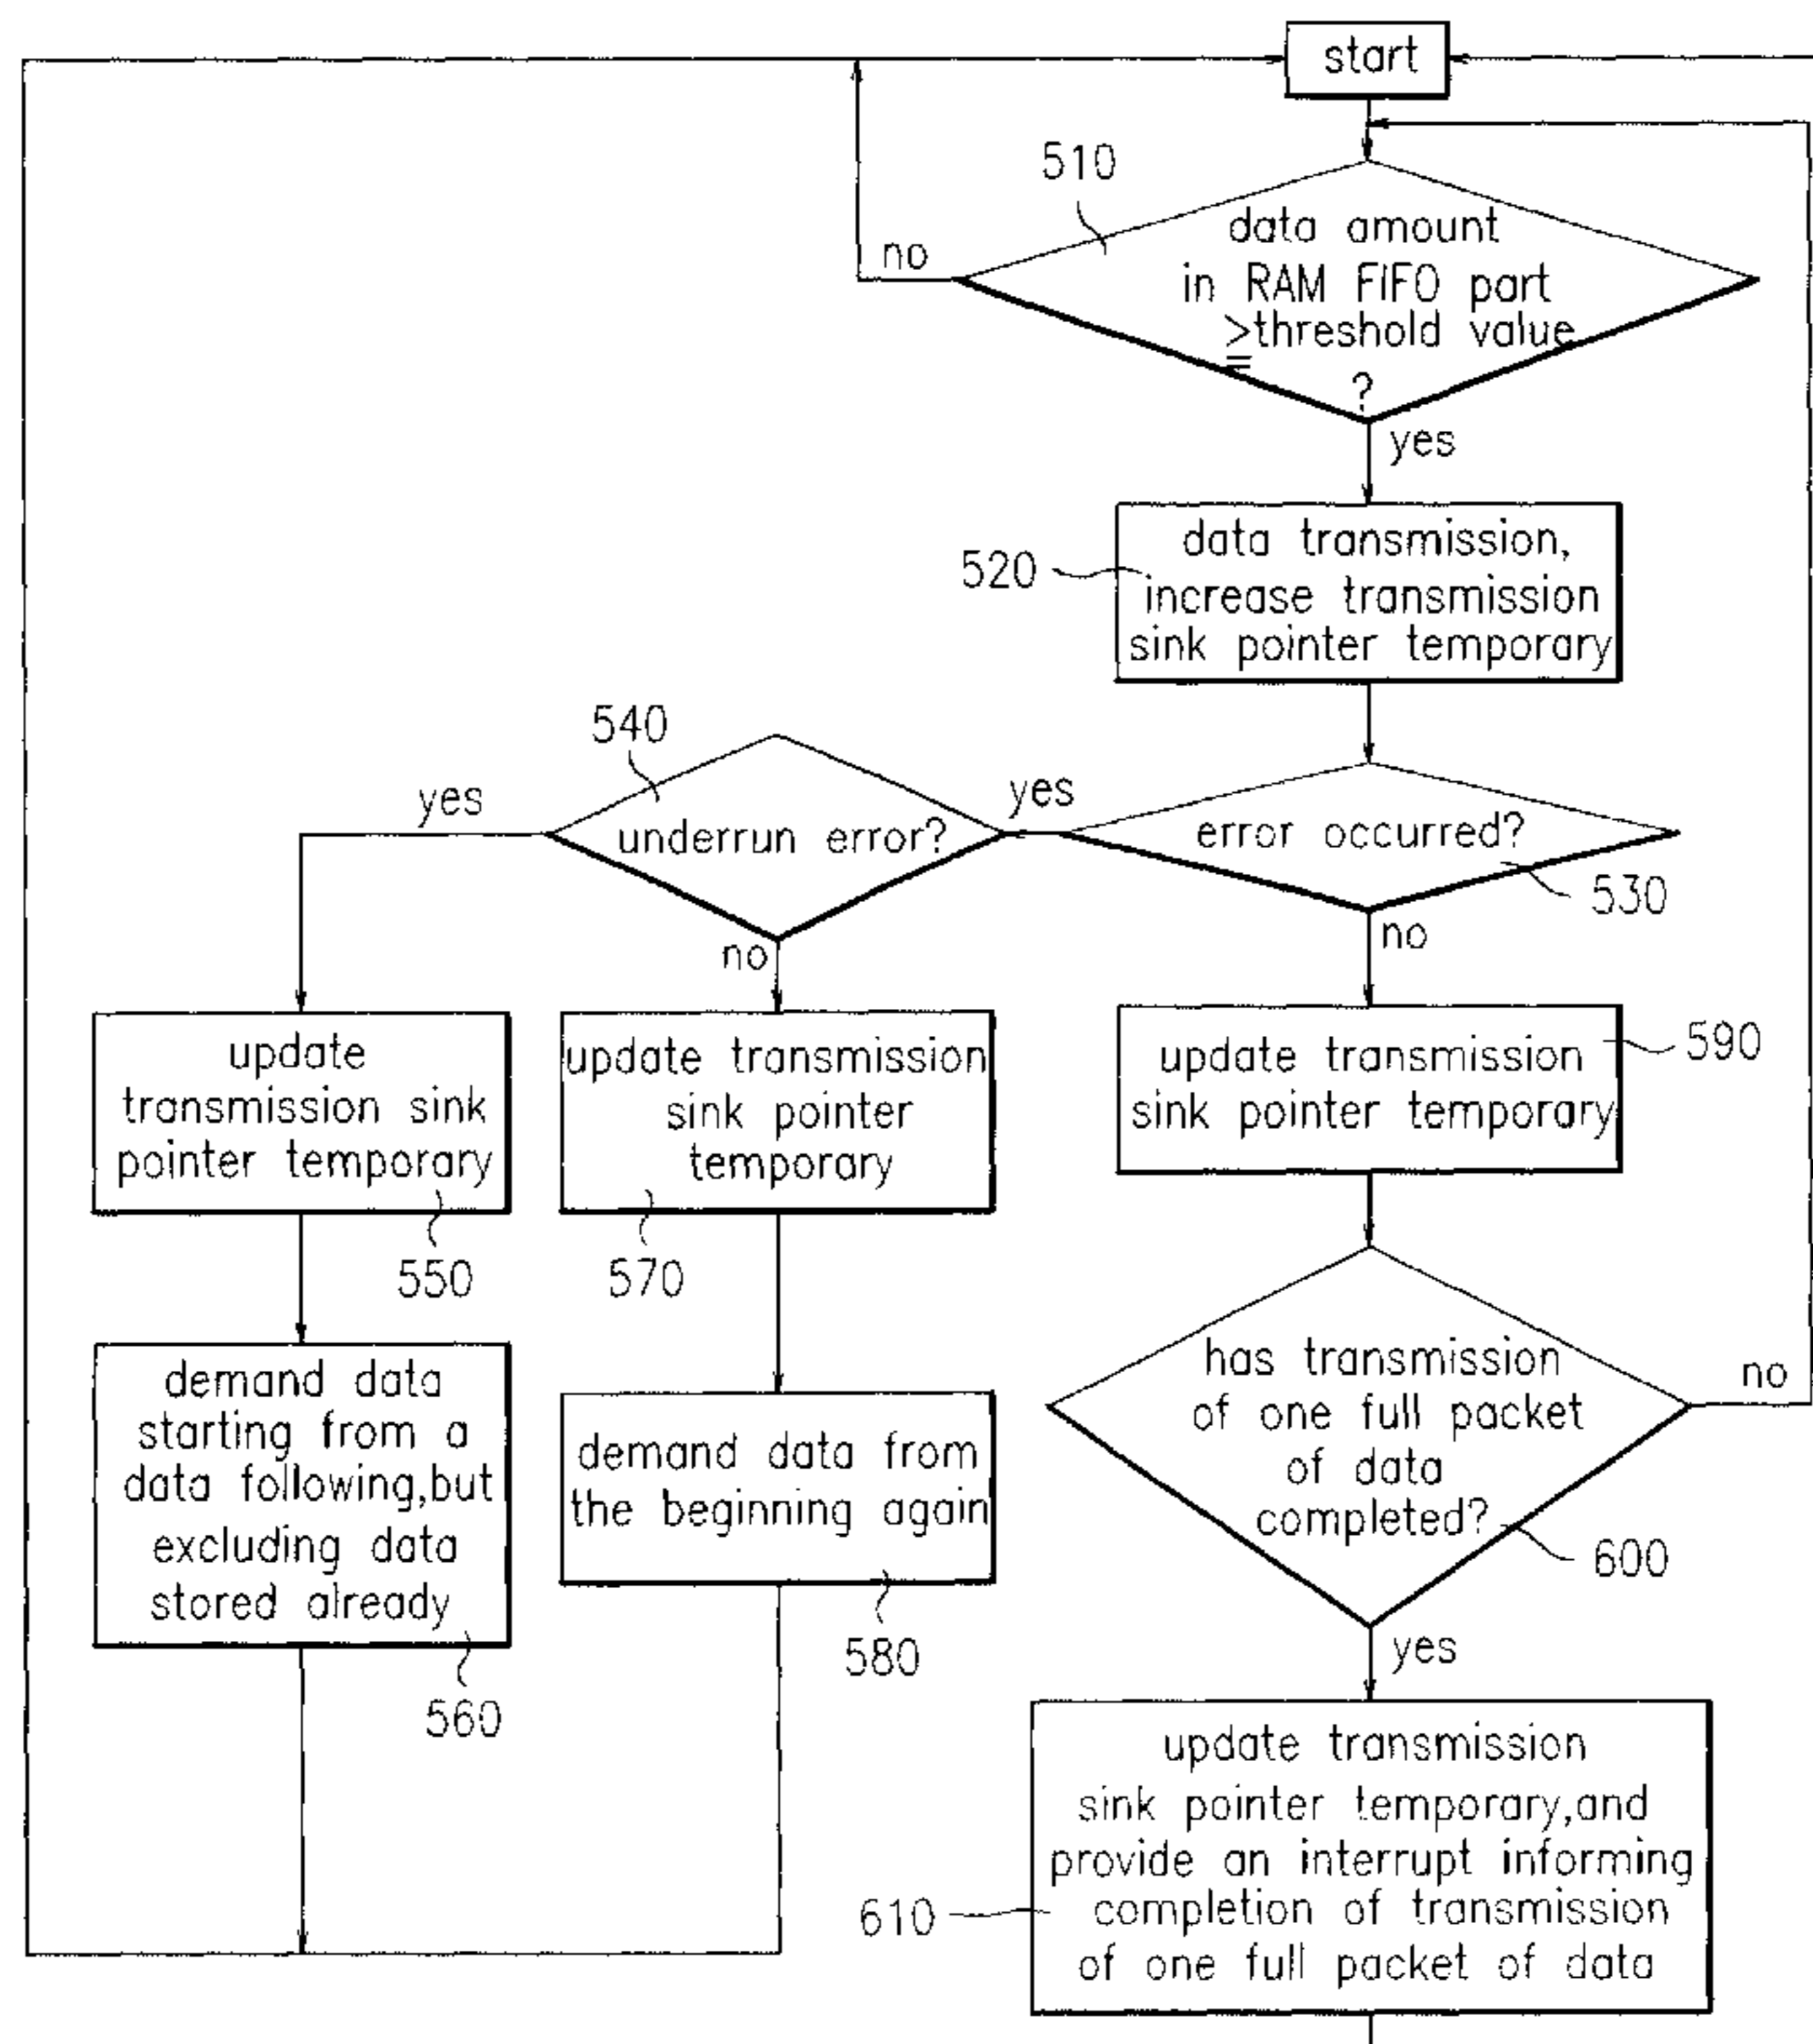 start
510
data amount
in RAM FIFO part
≥threshold value
?
no
yes
520
data transmission,
increase transmission
sink pointer temporary
540
yes
underrun error?
yes
error occurred?
530
no
no
update
transmission sink
pointer temporary
550
update transmission
sink pointer
temporary
570
update transmission
sink pointer temporary
590
demand data
starting from a
data following,but
excluding data
stored already
560
demand data from
the beginning again
580
has transmission
of one full packet
of data
completed?
no
600
yes
update transmission
sink pointer temporary,and
provide an interrupt informing
completion of transmission
of one full packet of data
610